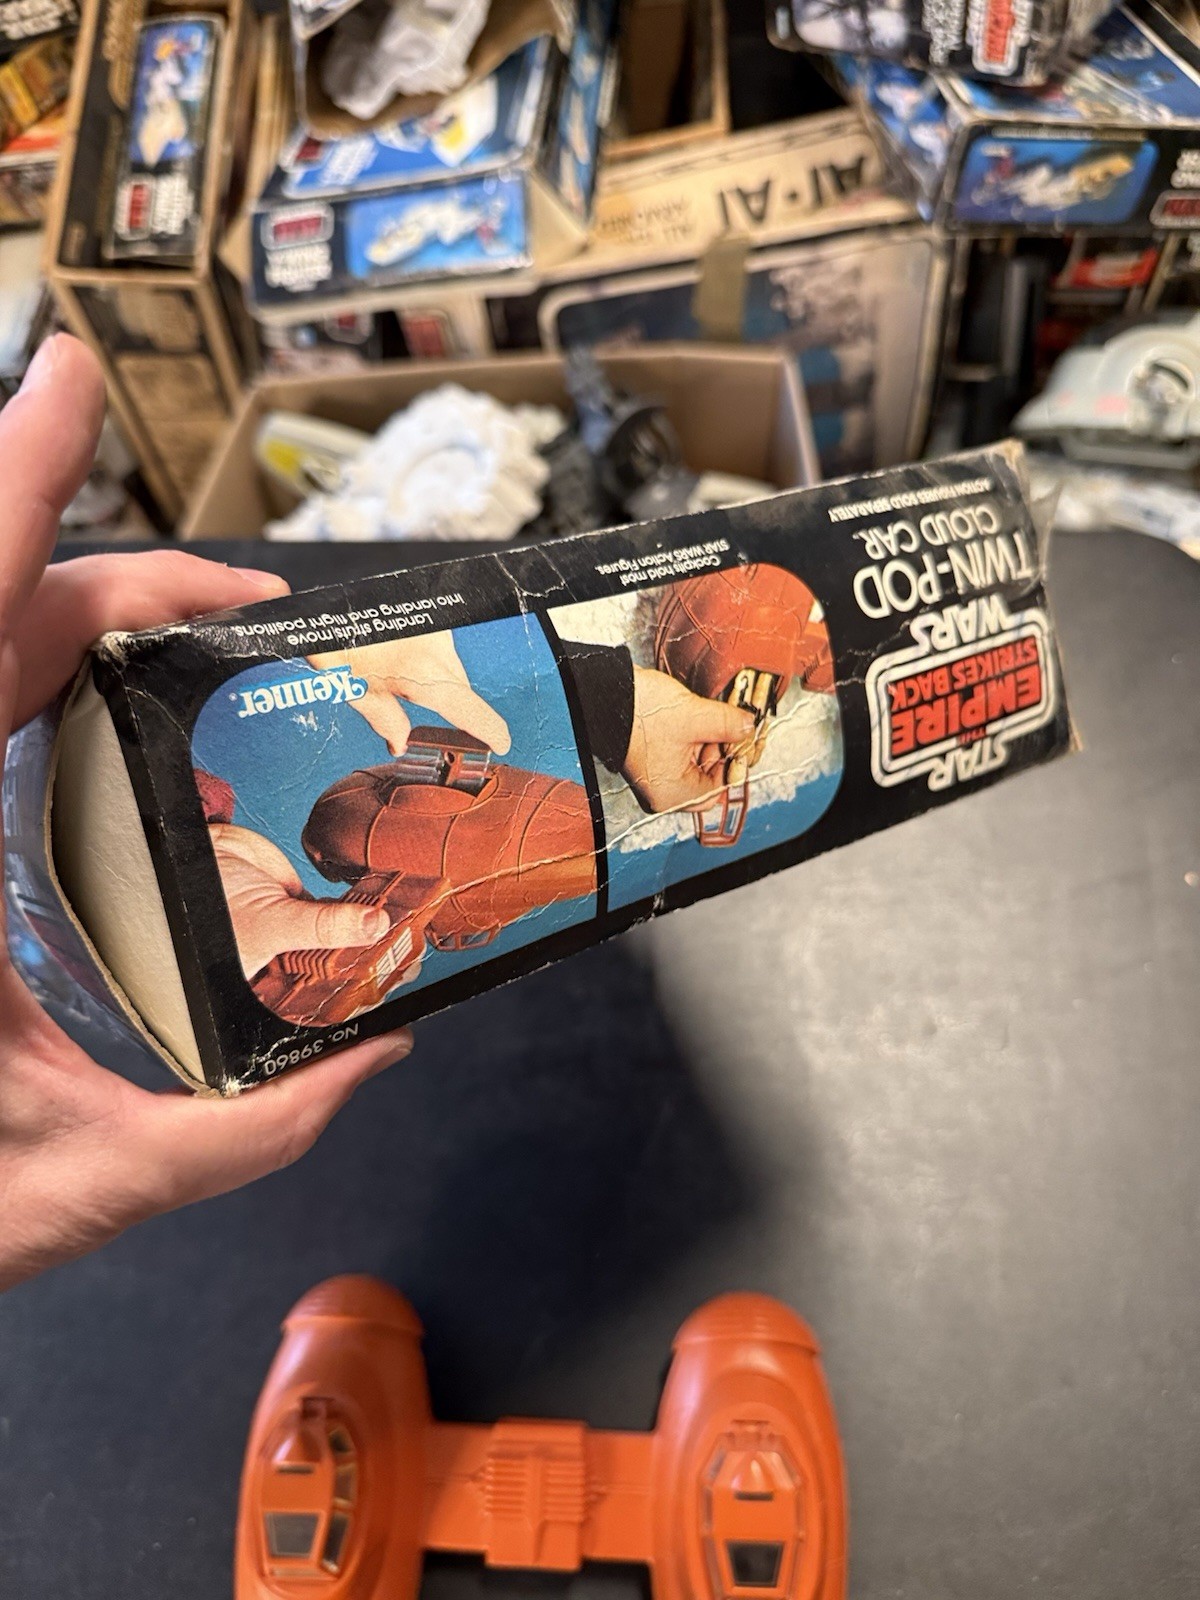 STAR
WARS
THE
EMPIRE
STRIKES BACK
TWIN-POD
CLOUD CAR
ACTION FIGURES SOLD SEPARATELY
Cockpits hold most
STAR WARS Action Figures.
Landing struts move
into landing and flight positions.
Kenner®
No. 39860
AT-AT